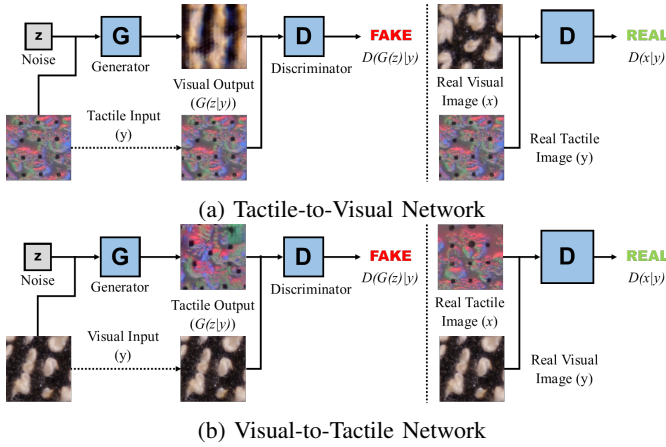 z
G
D
FAKE
D(G(z)|y)
Noise
Generator
Visual Output
(G(z|y))
Discriminator
Tactile Input
(y)
Real Visual
Image (x)
D
REAL
D(x|y)
Real Tactile
Image (y)
(a) Tactile-to-Visual Network
z
G
D
FAKE
D(G(z)|y)
Noise
Generator
Tactile Output
(G(z|y))
Discriminator
Visual Input
(y)
Real Tactile
Image (x)
D
REAL
D(x|y)
Real Visual
Image (y)
(b) Visual-to-Tactile Network